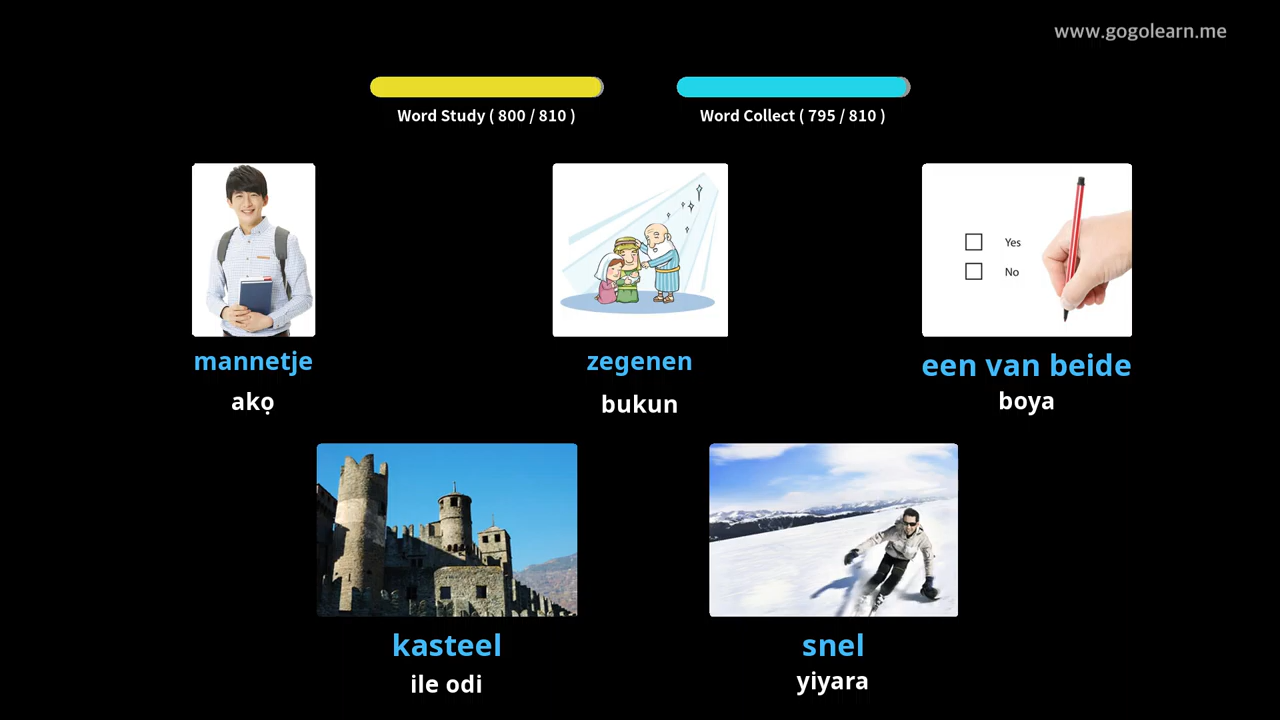 www.gogolearn.me
Word Study ( 800 / 810 )
Word Collect ( 795 / 810 )
Yes
No
mannetje
akọ
zegenen
bukun
een van beide
boya
kasteel
ile odi
snel
yiyara